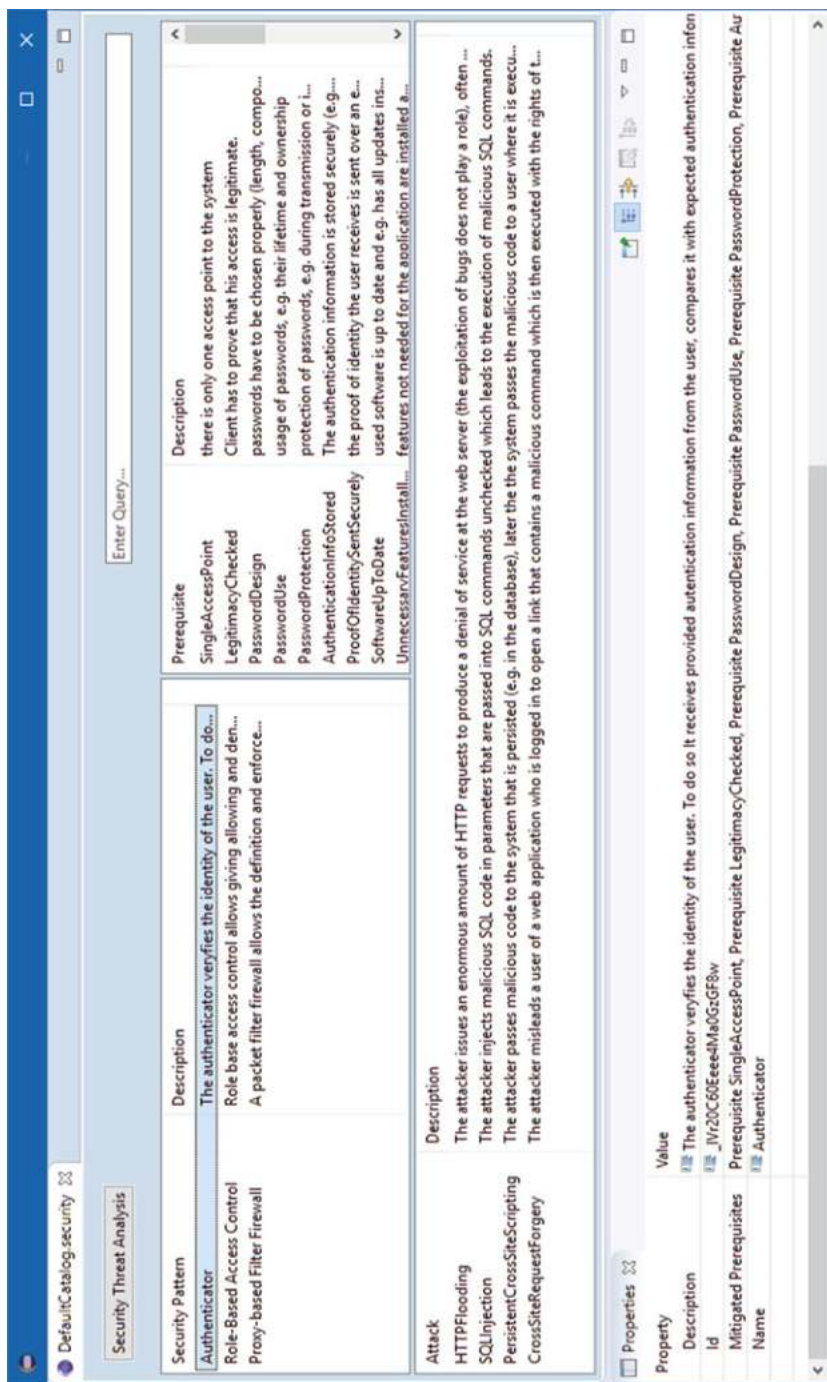 DefaultCatalog.security
Security Threat Analysis
Enter Query...
Security Pattern Description
Authenticator The authenticator veryfies the identity of the user. To do...
Role-Based Access Control Role base access control allows giving allowing and den...
Proxy-based Filter Firewall A packet filter firewall allows the definition and enforce...
Prerequisite Description
SingleAccessPoint there is only one access point to the system
LegitimacyChecked Client has to prove that his access is legitimate.
PasswordDesign passwords have to be chosen properly (length, compo...
PasswordUse usage of passwords, e.g. their lifetime and ownership
PasswordProtection protection of passwords, e.g. during transmission or i...
AuthenticationInfoStored The authentication information is stored securely (e.g....
ProofOfIdentitySentSecurely the proof of identity the user receives is sent over an e...
SoftwareUpToDate used software is up to date and e.g. has all updates ins...
UnnecessaryFeaturesInstall... features not needed for the application are installed a...
Attack Description
HTTPFlooding The attacker issues an enormous amount of HTTP requests to produce a denial of service at the web server (the exploitation of bugs does not play a role), often ...
SQLInjection The attacker injects malicious SQL code in parameters that are passed into SQL commands unchecked which leads to the execution of malicious SQL commands.
PersistentCrossSiteScripting The attacker passes malicious code to the system that is persisted (e.g. in the database), later the the system passes the malicious code to a user where it is execu...
CrossSiteRequestForgery The attacker misleads a user of a web application who is logged in to open a link that contains a malicious command which is then executed with the rights of t...
Properties
Property Value
Description The authenticator veryfies the identity of the user. To do so It receives provided autentication information from the user, compares it with expected authentication infon
Id _IVr20C60Eeee4Ma0GzGF8w
Mitigated Prerequisites Prerequisite SingleAccessPoint, Prerequisite LegitimacyChecked, Prerequisite PasswordDesign, Prerequisite PasswordUse, Prerequisite PasswordProtection, Prerequisite Au
Name Authenticator